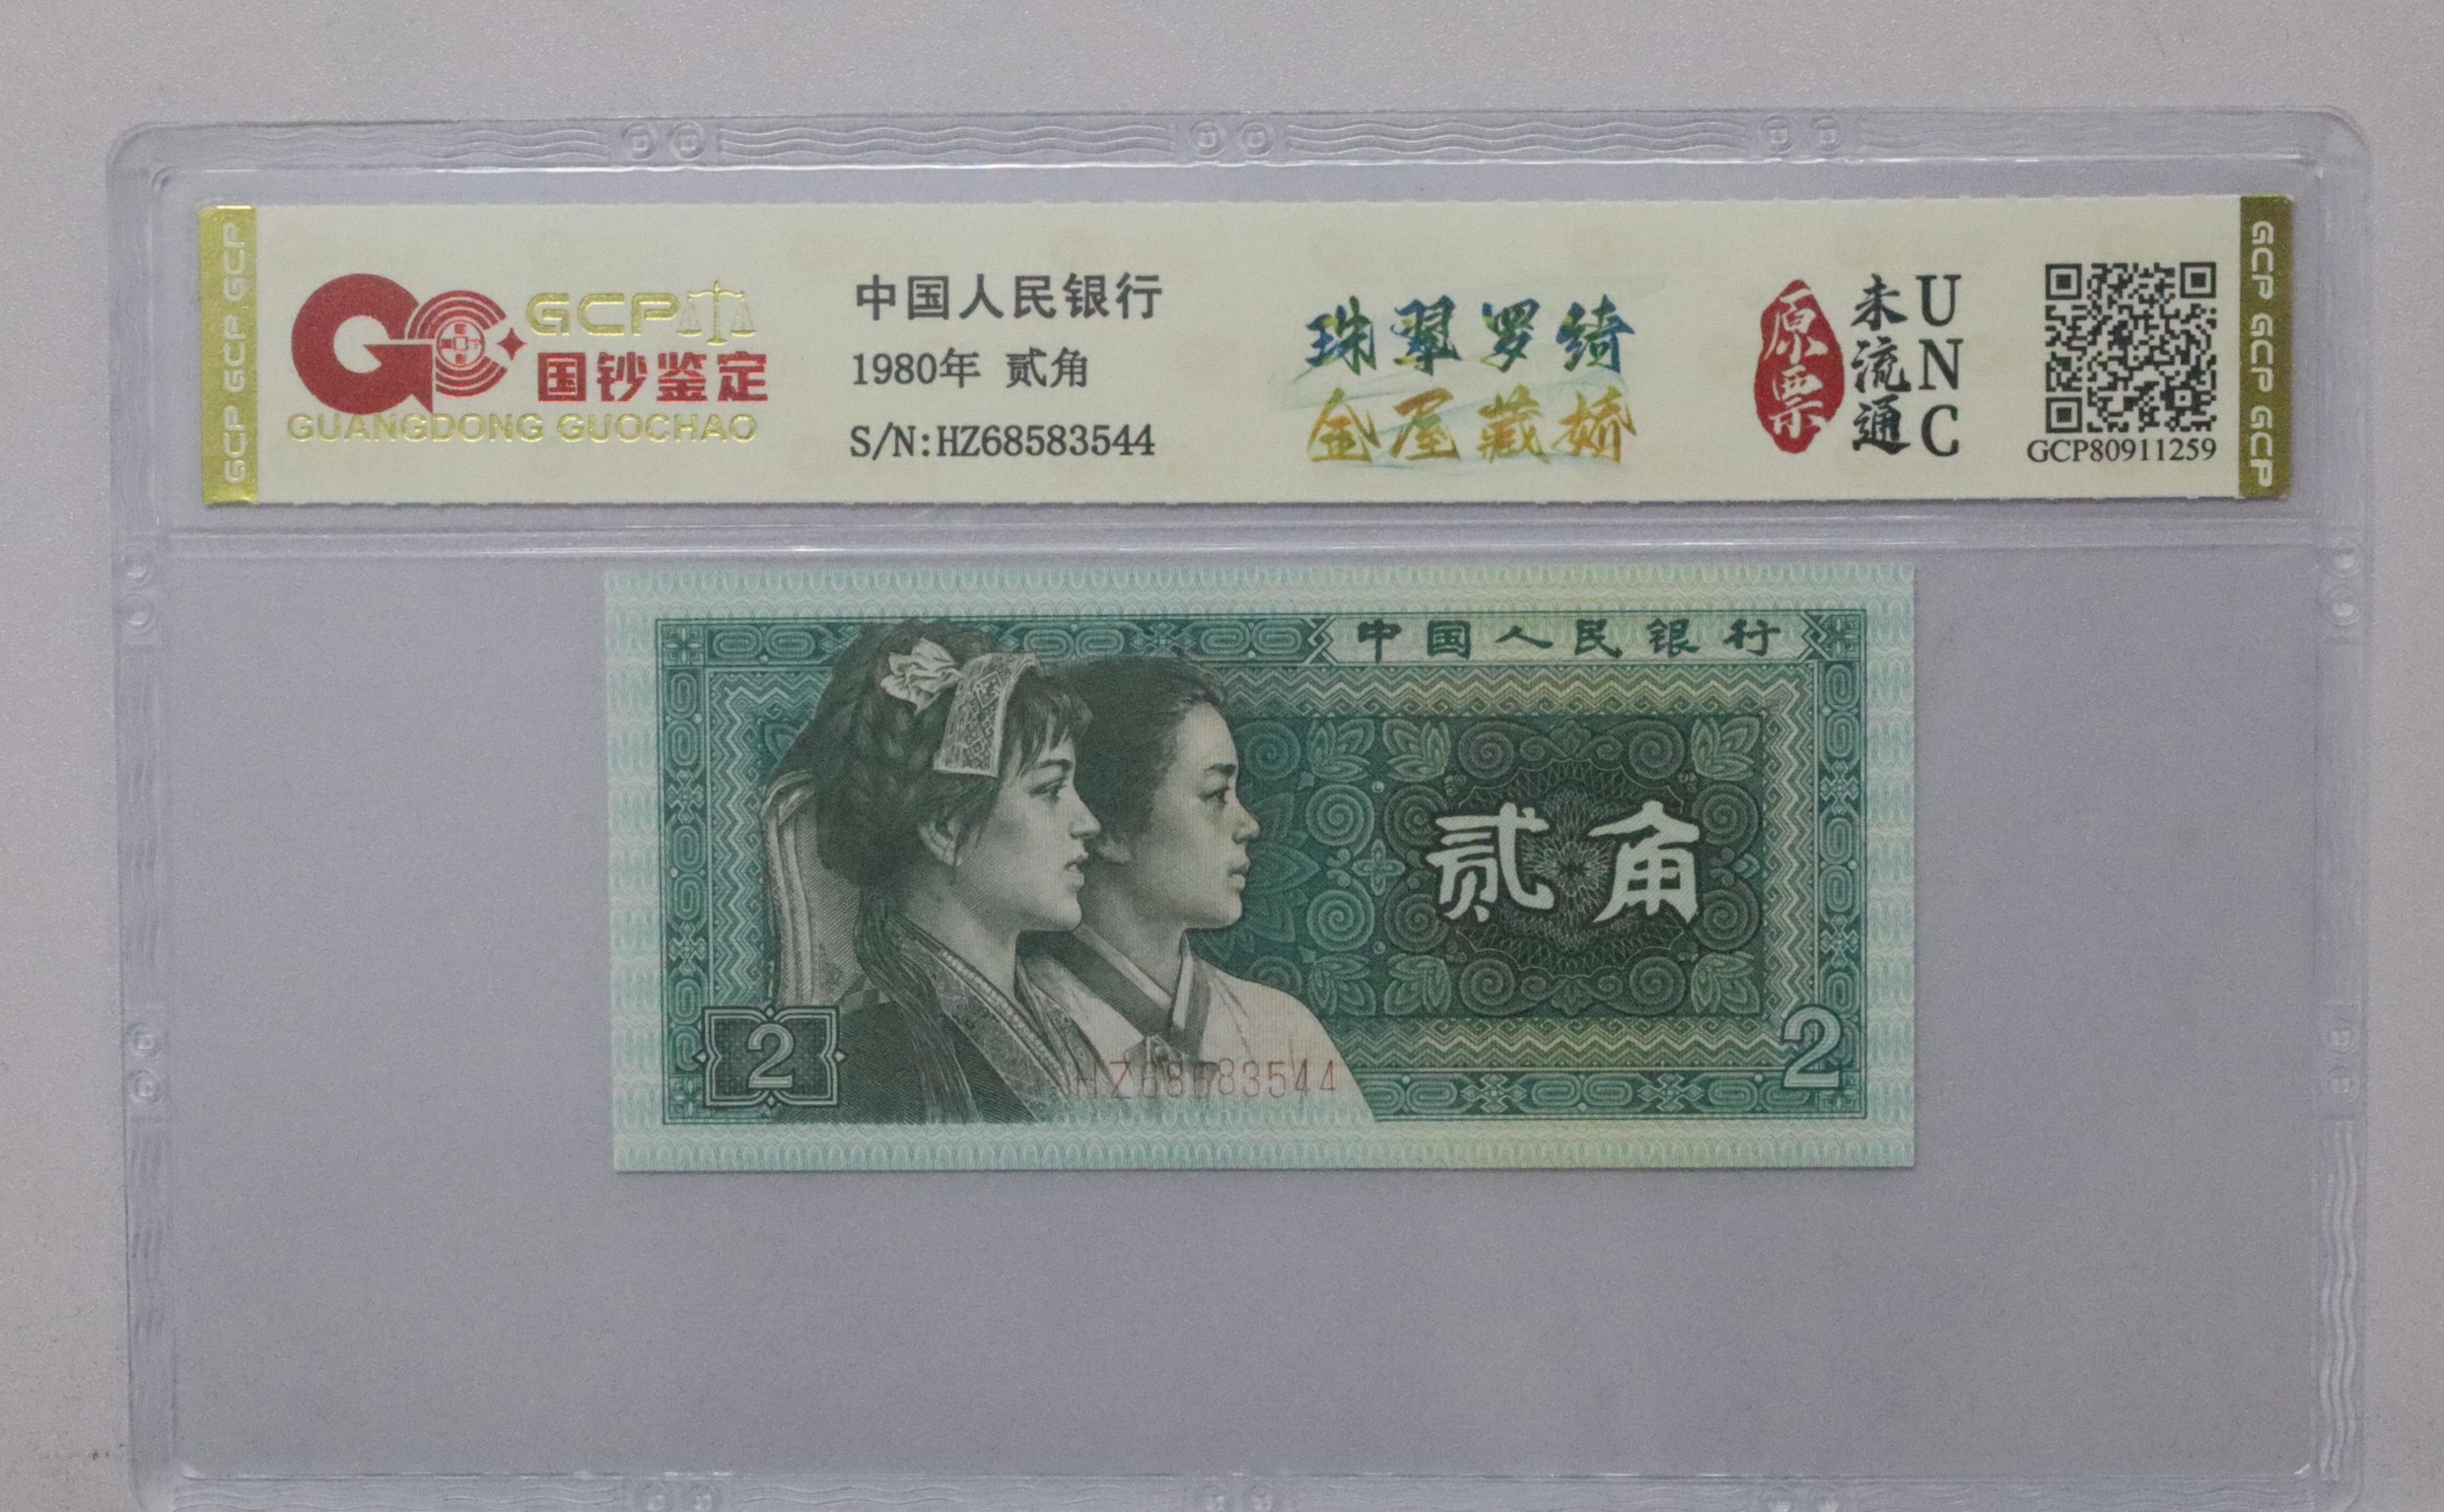 GCP GCP GCP
GCP
国钞鉴定
GUANGDONG GUOCHAO
中国人民银行
1980年 贰角
S/N:HZ68583544
珠翠罗绮
金屋藏娇
原票
未流通
UNC
GCP80911259
GCP GCP GCP
中国人民银行
贰角
2
HZ68583544
2